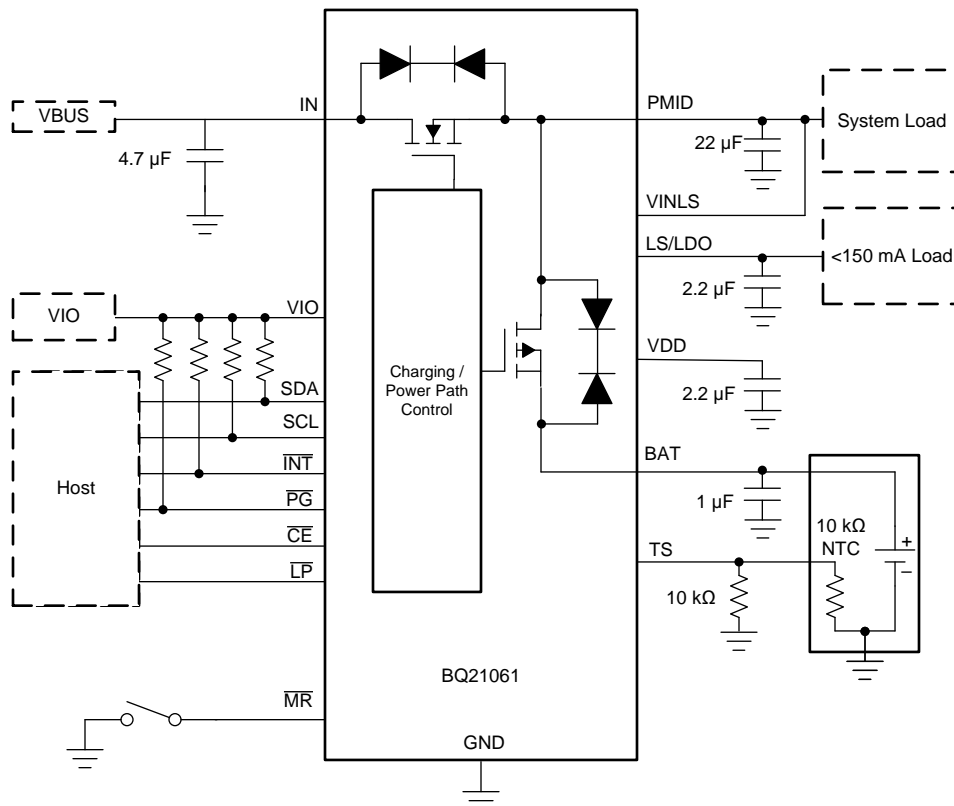 IN
PMID
VBUS
System Load
4.7 µF
22 µF
VINLS
LS/LDO
<150 mA Load
2.2 µF
VIO
VIO
VDD
2.2 µF
Charging /
Power Path
Control
SDA
SCL
INT
PG
CE
LP
Host
BAT
1 µF
10 kΩ
NTC
+
−
TS
10 kΩ
BQ21061
MR
GND